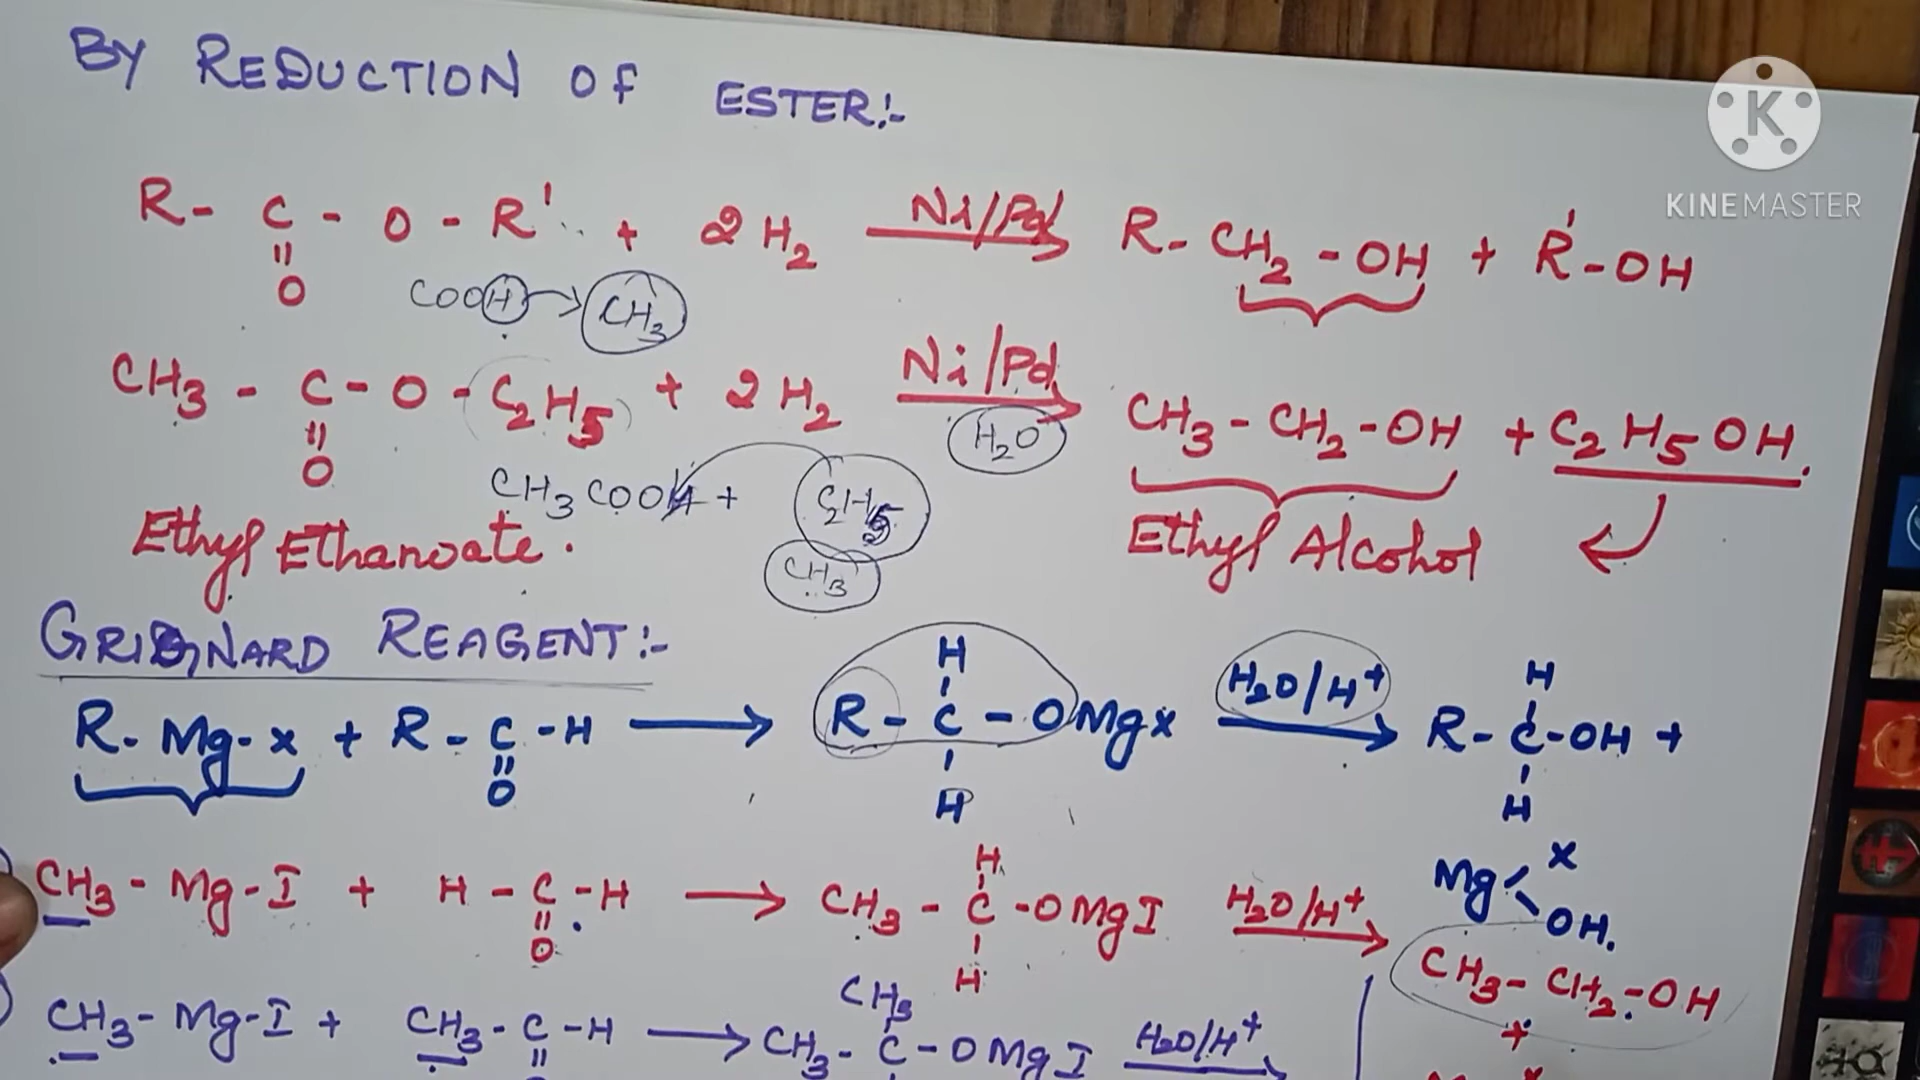 BY REDUCTION Of ESTER:-
R - C - O - R' + 2H2 Ni/Pd R - CH2 - OH + R' - OH
||
O
COOH → CH3
CH3 - C - O - C2H5 + 2H2 Ni/Pd H2O CH3 - CH2 - OH + C2H5OH.
||
O
CH3COOH + C2H5
CH3
Ethyl Ethanoate. Ethyl Alcohol
GRIGNARD REAGENT:-
R - Mg - x + R - C - H → R - C - OMgx H2O/H+ R - C - OH +
|| H H H H
O
Mg x OH.
CH3 - Mg - I + H - C - H → CH3 - C - OMgI H2O/H+ CH3 - CH2 - OH
|| H H +
O
CH3 - Mg - I + CH3 - C - H → CH3 - C - OMgI H2O/H+
|| CH3
KINEMASTER